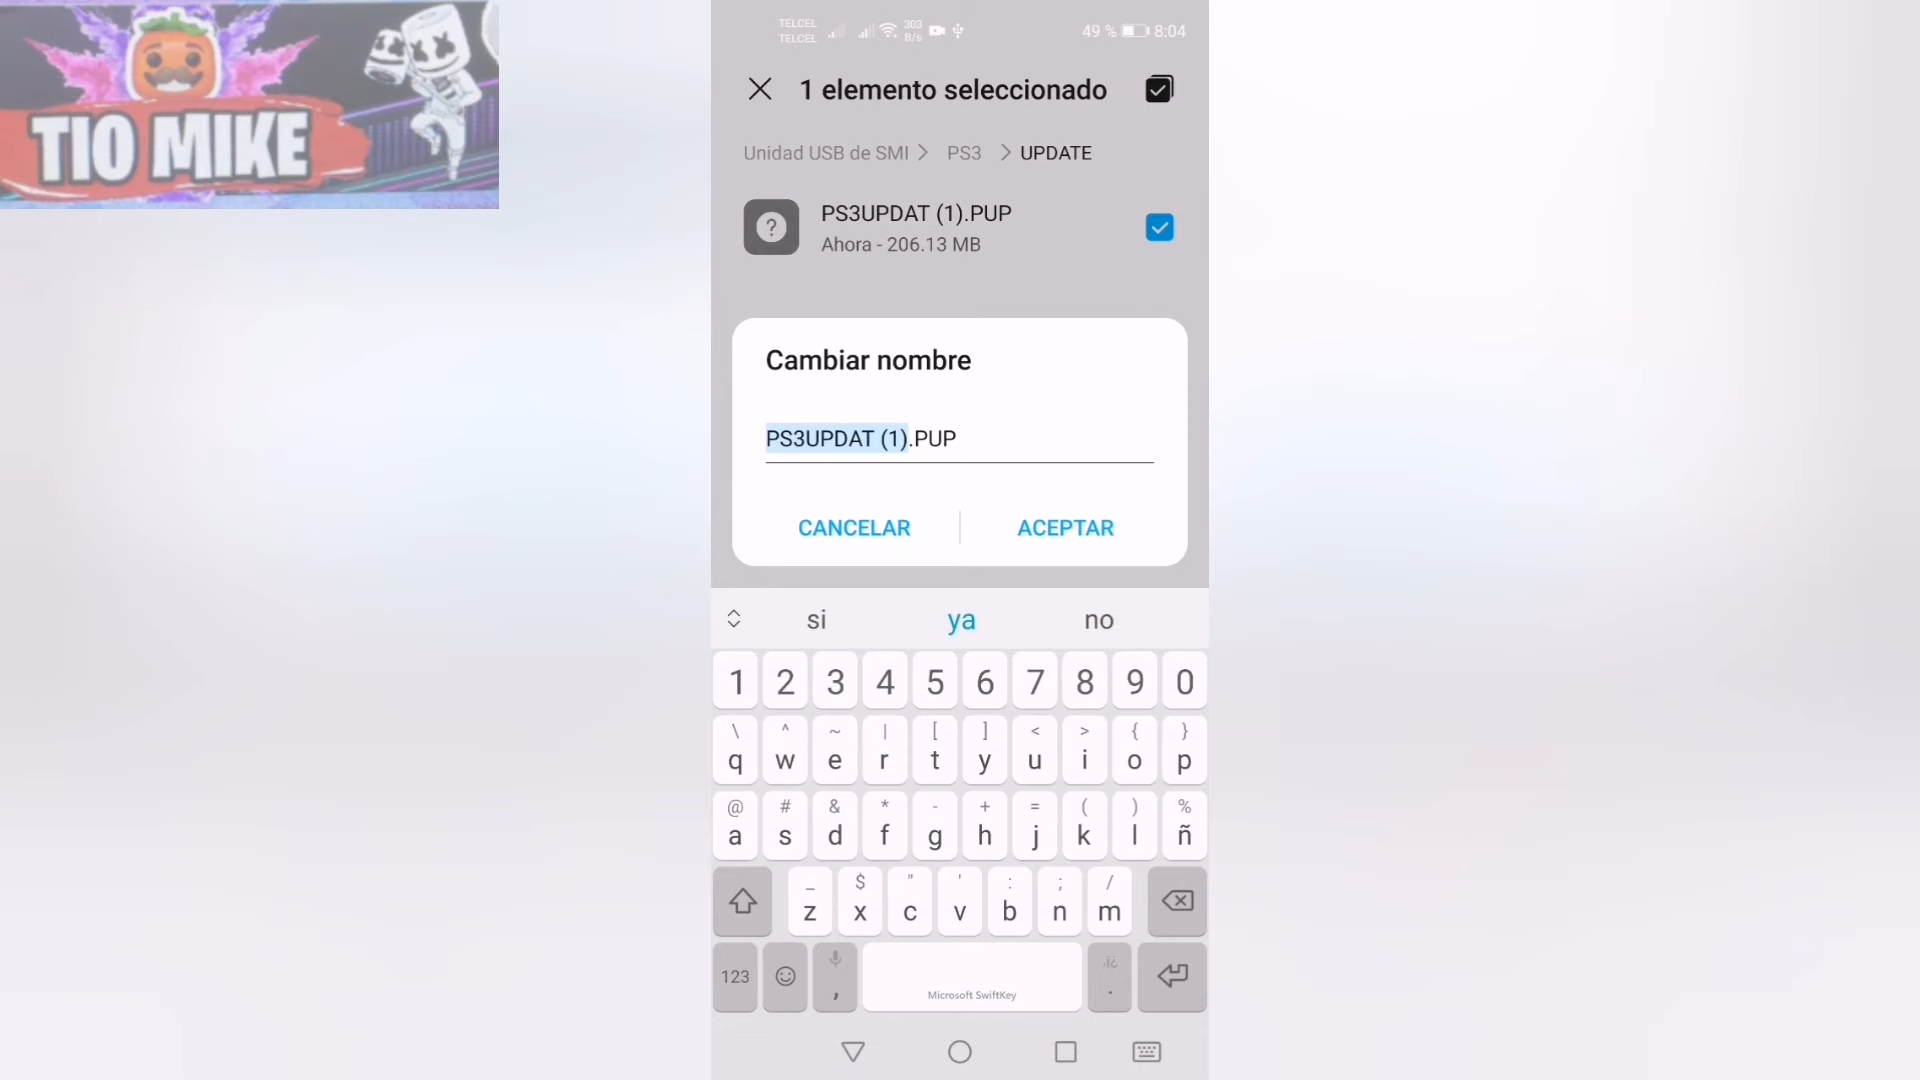 TIO MIKE
TELCEL
TELCEL
303
B/s
49 %
8:04
1 elemento seleccionado
Unidad USB de SMI
PS3
UPDATE
PS3UPDAT (1).PUP
Ahora - 206.13 MB
Cambiar nombre
PS3UPDAT (1).PUP
CANCELAR
ACEPTAR
si ya no
1 2 3 4 5 6 7 8 9 0
\ ^ ~ | [ ] < > { }
q w e r t y u i o p
@ # & * - + = ( ) %
a s d f g h j k l ñ
_ $ " ' : ; /
z x c v b n m
123 , Microsoft SwiftKey ,¡¿ .